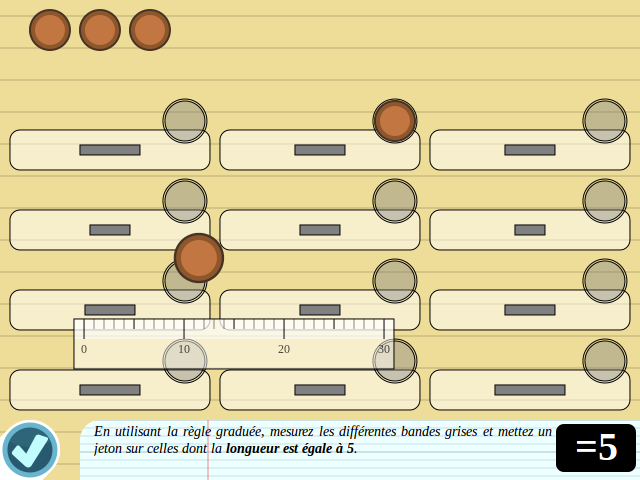 0 10 20 30
En utilisant la règle graduée, mesurez les différentes bandes grises et mettez un
jeton sur celles dont la longueur est égale à 5.
=5